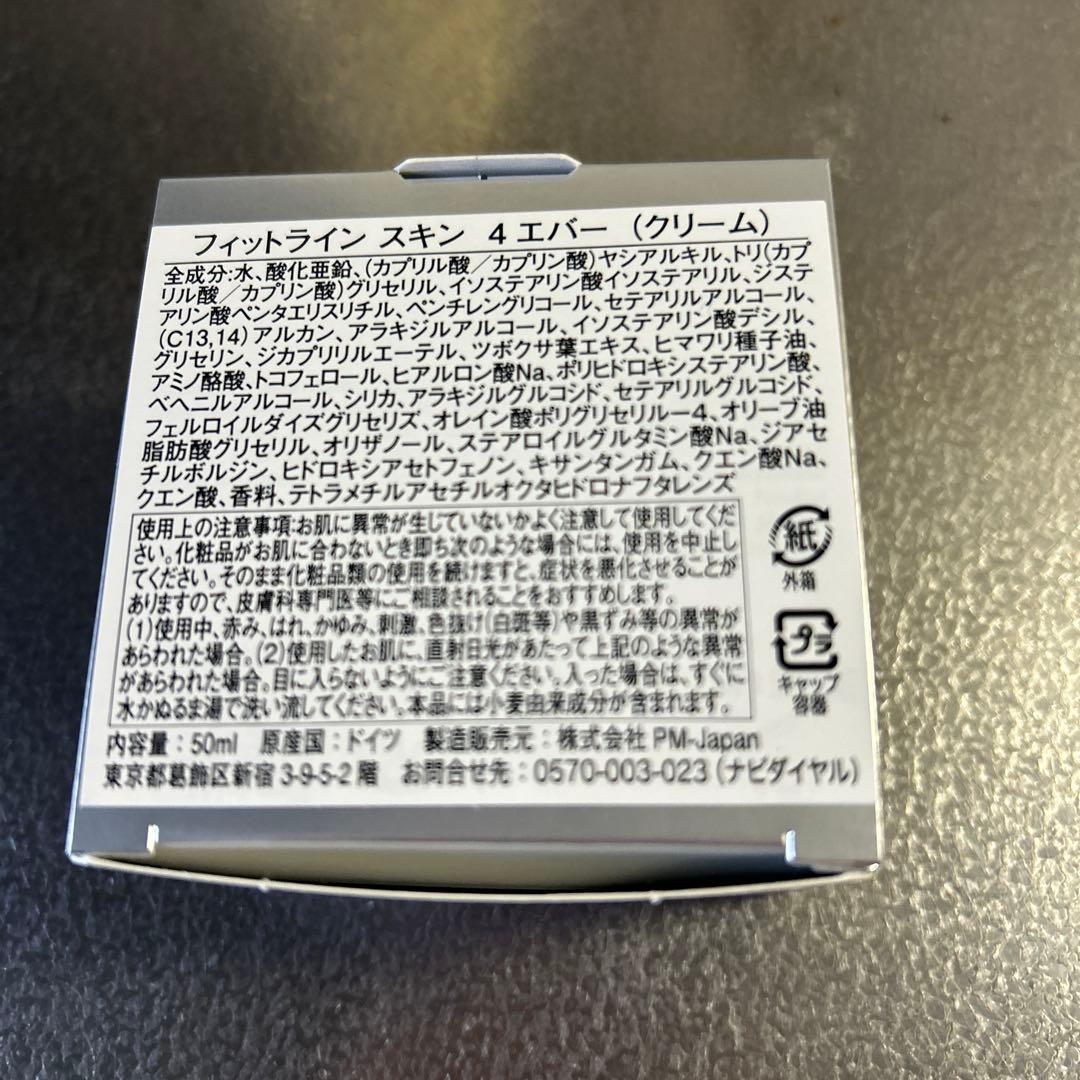 フィットライン スキン 4エバー (クリーム)
全成分:水、酸化亜鉛、(カプリル酸/カプリン酸)ヤシアルキル、トリ(カプ
リル酸/カプリン酸)グリセリル、イソステアリン酸イソステアリル、ジステ
アリン酸ペンタエリスリチル、ペンチレングリコール、セテアリルアルコール、
(C13,14)アルカン、アラキジルアルコール、イソステアリン酸デシル、
グリセリン、ジカプリリルエーテル、ツボクサ葉エキス、ヒマワリ種子油、
アミノ酪酸、トコフェロール、ヒアルロン酸Na、ポリヒドロキシステアリン酸、
ベヘニルアルコール、シリカ、アラキジルグルコシド、セテアリルグルコシド、
フェルロイルダイズグリセリズ、オレイン酸ポリグリセリルー4、オリーブ油
脂肪酸グリセリル、オリザノール、ステアロイルグルタミン酸Na、ジアセ
チルボルジン、ヒドロキシアセトフェノン、キサンタンガム、クエン酸Na、
クエン酸、香料、テトラメチルアセチルオクタヒドロナフタレンズ
使用上の注意事項:お肌に異常が生じていないかよく注意して使用してくだ
さい。化粧品がお肌に合わないとき即ち次のような場合には、使用を中止し
てください。そのまま化粧品類の使用を続けますと、症状を悪化させることが
ありますので、皮膚科専門医等にご相談されることをおすすめします。
(1)使用中、赤み、はれ、かゆみ、刺激、色抜け(白斑等)や黒ずみ等の異常が
あらわれた場合。(2)使用したお肌に、直射日光があたって上記のような異常
があらわれた場合。目に入らないようにご注意ください。入った場合は、すぐに
水かぬるま湯で洗い流してください。本品には小麦由来成分が含まれます。
紙
外箱
プラ
キャップ
容器
内容量:50ml 原産国:ドイツ 製造販売元:株式会社 PM-Japan
東京都葛飾区新宿 3-9-5-2 階 お問合せ先:0570-003-023 (ナビダイヤル)